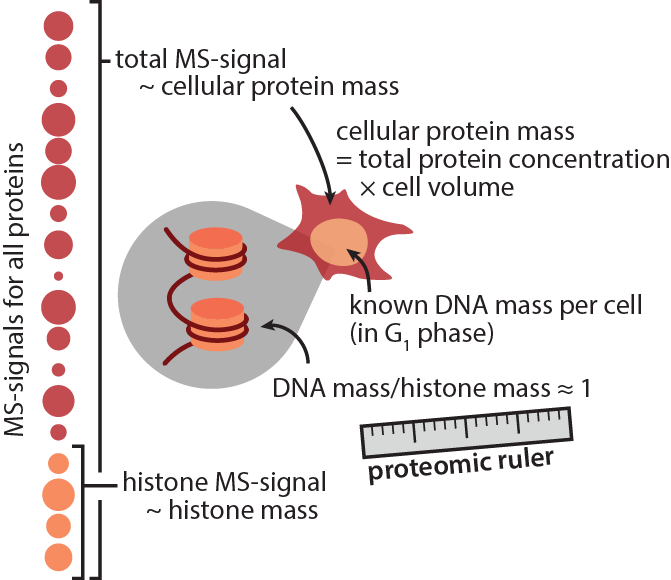 MS-signals for all proteins
total MS-signal
~ cellular protein mass
cellular protein mass
= total protein concentration
× cell volume
known DNA mass per cell
(in G₁ phase)
DNA mass/histone mass ≈ 1
proteomic ruler
histone MS-signal
~ histone mass